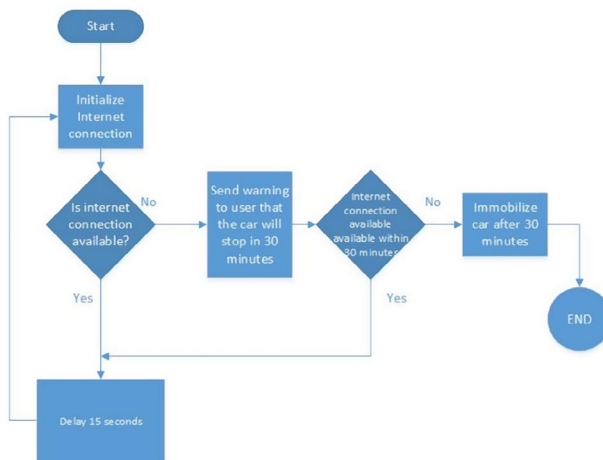 Start
Initialize
Internet
connection
Is internet
connection
available?
No
Send warning
to user that
the car will
stop in 30
minutes
Internet
connection
available
available within
30 minutes
No
Immobilize
car after 30
minutes
Yes
Yes
END
Delay 15 seconds